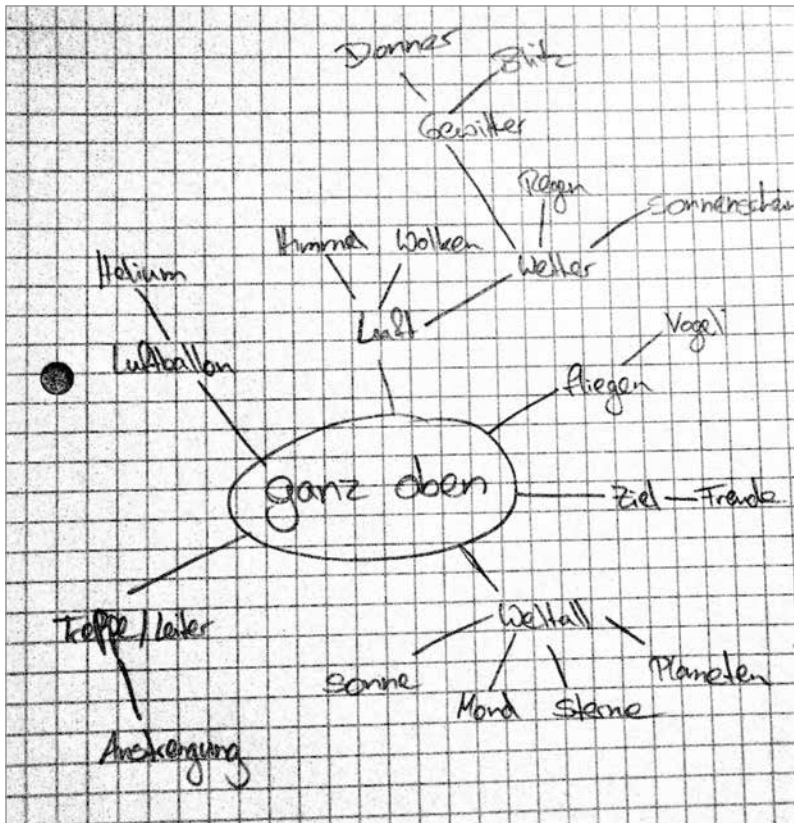 Donner
Blitz
Gewitter
Regen
Sonnenschein
Himmel
Wolken
Wetter
Helium
Luft
Vogel
Luftballon
fliegen
ganz oben
Ziel
Freude
Weltall
Treppe/Leiter
Sonne
Mond
Sterne
Planeten
Anstrengung